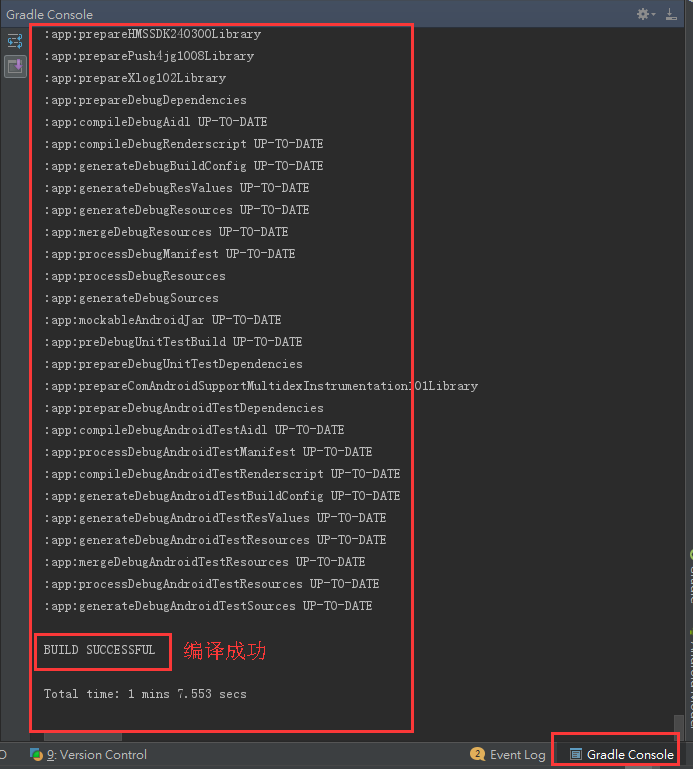 Gradle Console
:app:prepareHMSSDK240300Library
:app:preparePush4jg1008Library
:app:prepareXlog102Library
:app:prepareDebugDependencies
:app:compileDebugAidl UP-TO-DATE
:app:compileDebugRenderscript UP-TO-DATE
:app:generateDebugBuildConfig UP-TO-DATE
:app:generateDebugResValues UP-TO-DATE
:app:generateDebugResources UP-TO-DATE
:app:mergeDebugResources UP-TO-DATE
:app:processDebugManifest UP-TO-DATE
:app:processDebugResources
:app:generateDebugSources
:app:mockableAndroidJar UP-TO-DATE
:app:preDebugUnitTestBuild UP-TO-DATE
:app:prepareDebugUnitTestDependencies
:app:prepareComAndroidSupportMultidexInstrumentation101Library
:app:prepareDebugAndroidTestDependencies
:app:compileDebugAndroidTestAidl UP-TO-DATE
:app:processDebugAndroidTestManifest UP-TO-DATE
:app:compileDebugAndroidTestRenderscript UP-TO-DATE
:app:generateDebugAndroidTestBuildConfig UP-TO-DATE
:app:generateDebugAndroidTestResValues UP-TO-DATE
:app:generateDebugAndroidTestResources UP-TO-DATE
:app:mergeDebugAndroidTestResources UP-TO-DATE
:app:processDebugAndroidTestResources UP-TO-DATE
:app:generateDebugAndroidTestSources UP-TO-DATE
BUILD SUCCESSFUL 编译成功
Total time: 1 mins 7.553 secs
9: Version Control 2 Event Log Gradle Console